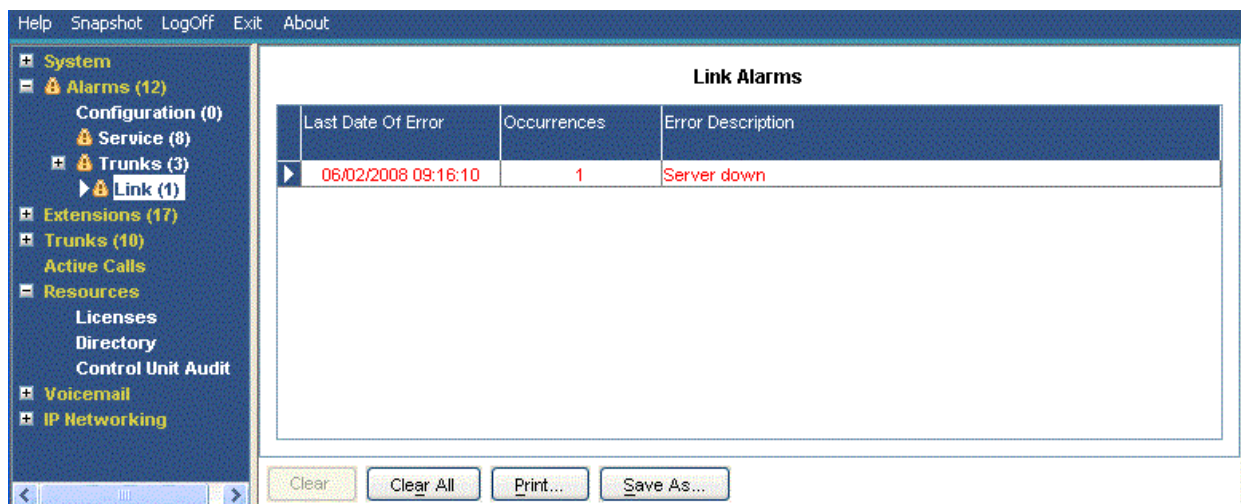 Help Snapshot LogOff Exit About
System
Alarms (12)
Configuration (0)
Service (8)
Trunks (3)
Link (1)
Extensions (17)
Trunks (10)
Active Calls
Resources
Licenses
Directory
Control Unit Audit
Voicemail
IP Networking
Link Alarms
Last Date Of Error Occurrences Error Description
06/02/2008 09:16:10 1 Server down
Clear Clear All Print... Save As...